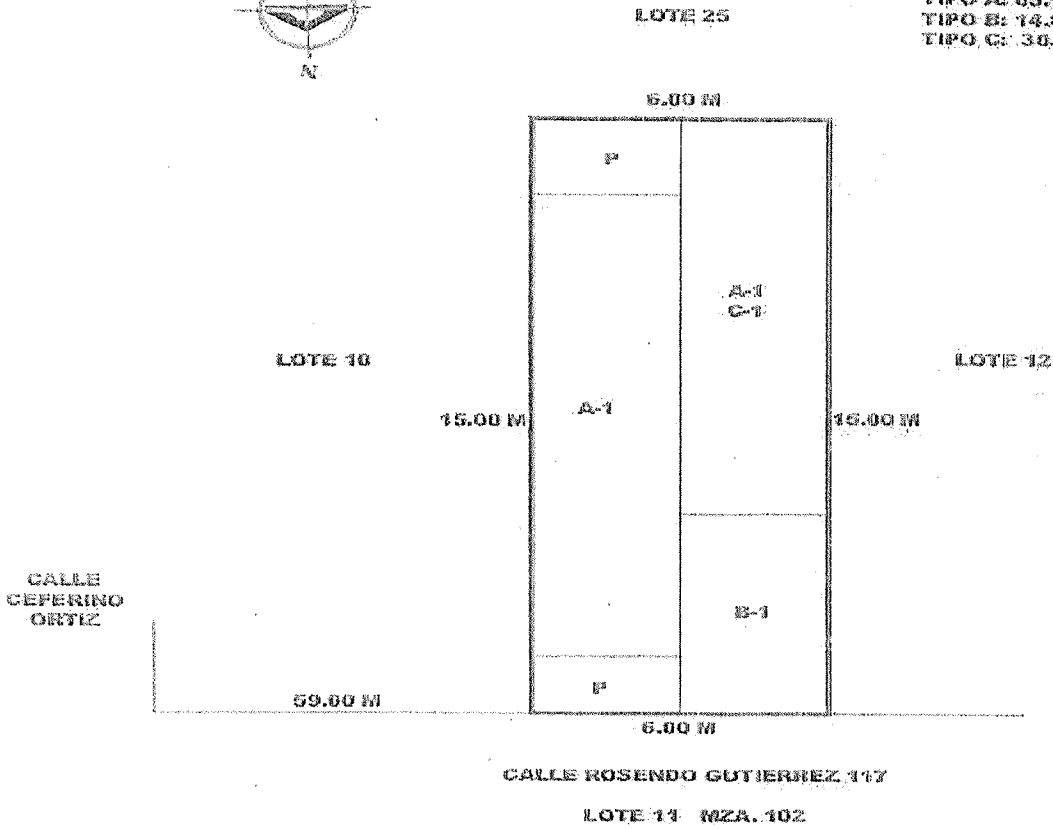 N
LOTE 25
TIPO B: 14.
TIPO C: 30.
6.00 M
P
A-1
C-1
LOTE 10
LOTE 12
A-1
15.00 M
15.00 M
CALLE
CEFERINO
ORTIZ
B-1
P
59.00 M
6.00 M
CALLE ROSENDO GUTIERREZ 117
LOTE 11 MZA. 102